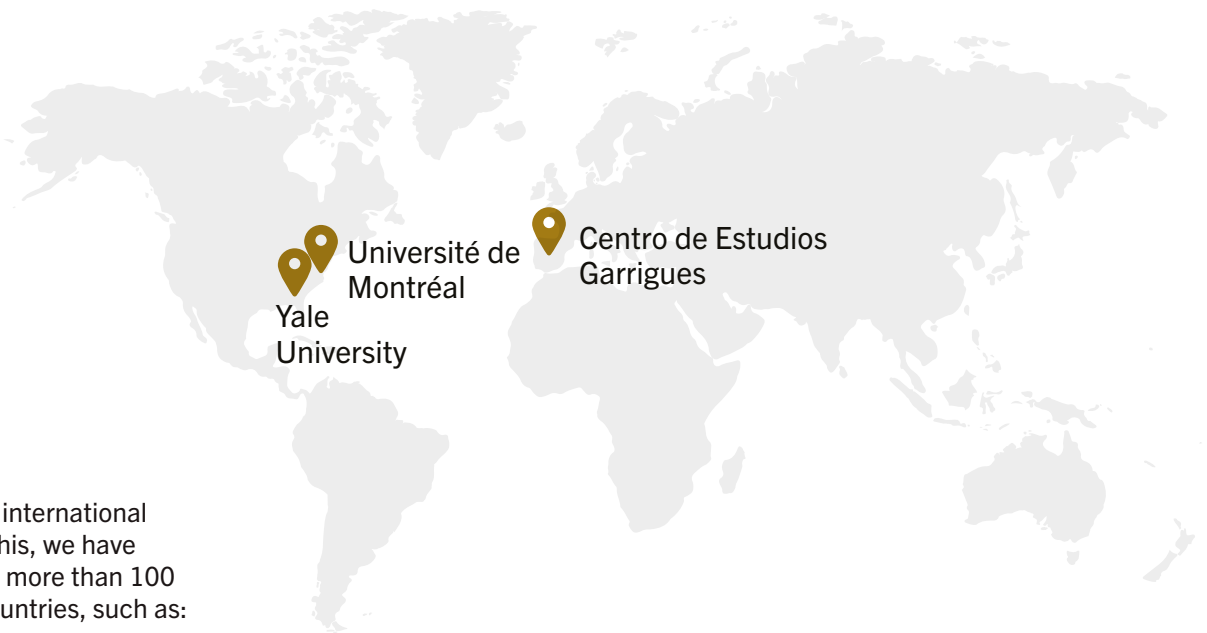 Université de
Montréal
Centro de Estudios
Garrigues
Yale
University
international
his, we have
more than 100
untries, such as: